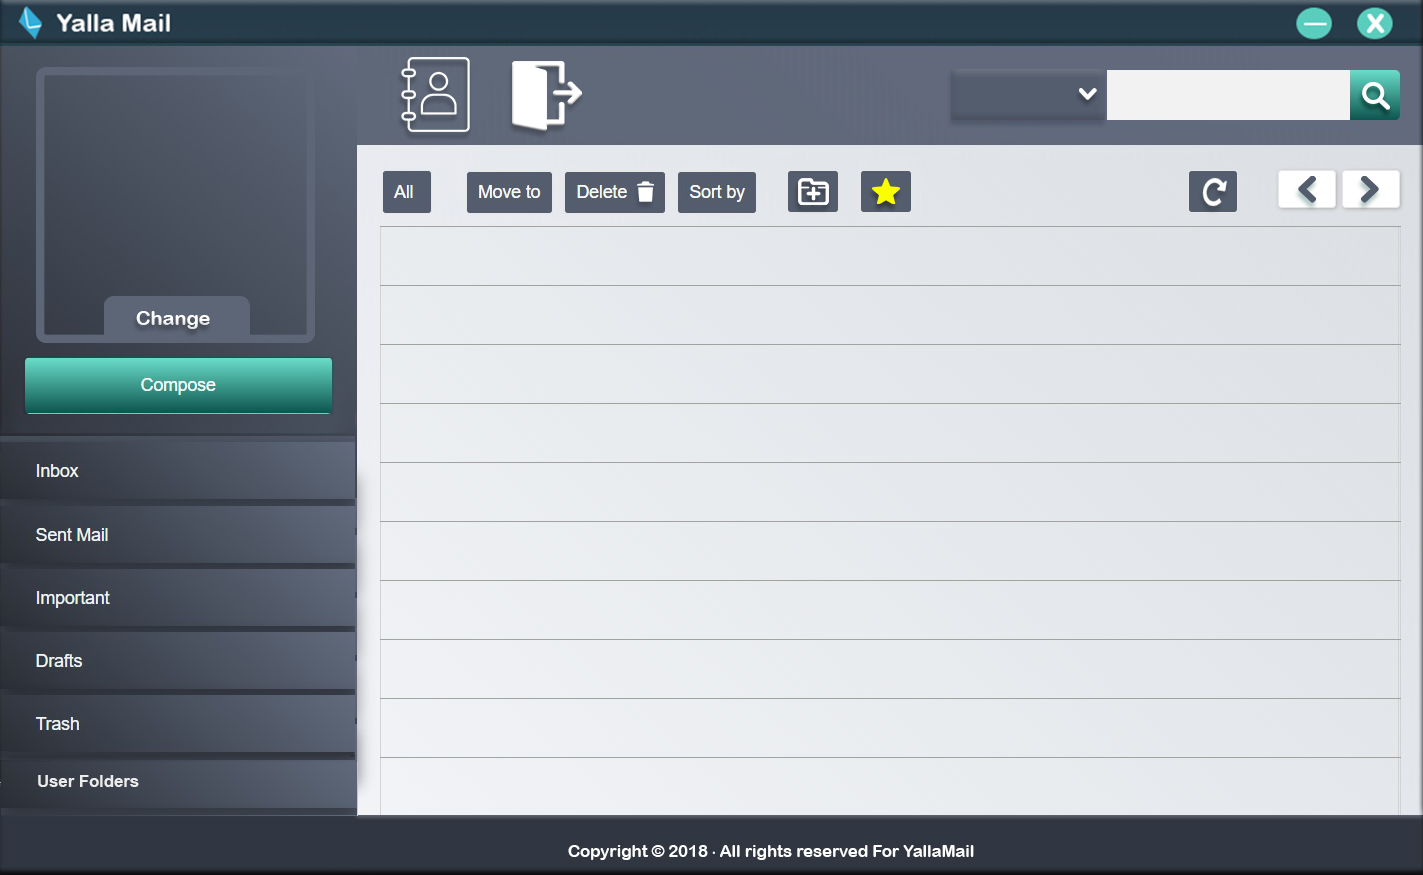 Yalla Mail
All
Move to
Delete
Sort by
Change
Compose
Inbox
Sent Mail
Important
Drafts
Trash
User Folders
Copyright © 2018 · All rights reserved For YallaMail